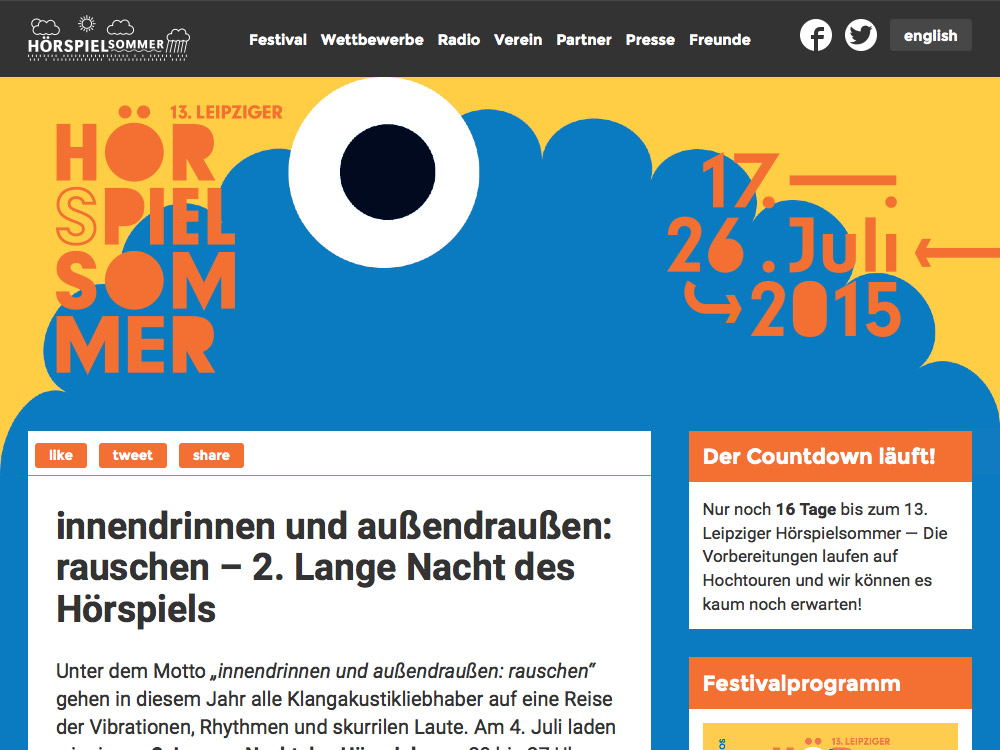 HÖRSPIELSOMMER
Festival Wettbewerbe Radio Verein Partner Presse Freunde
english
13. LEIPZIGER
HÖR
SPIEL
SOM
MER
17. — .
26. Juli
2015
like tweet share
innendrinnen und außendraußen:
rauschen – 2. Lange Nacht des
Hörspiels
Unter dem Motto „innendrinnen und außendraußen: rauschen“
gehen in diesem Jahr alle Klangakustikliebhaber auf eine Reise
der Vibrationen, Rhythmen und skurrilen Laute. Am 4. Juli laden
Der Countdown läuft!
Nur noch 16 Tage bis zum 13.
Leipziger Hörspielsommer — Die
Vorbereitungen laufen auf
Hochtouren und wir können es
kaum noch erwarten!
Festivalprogramm
13. LEIPZIGER